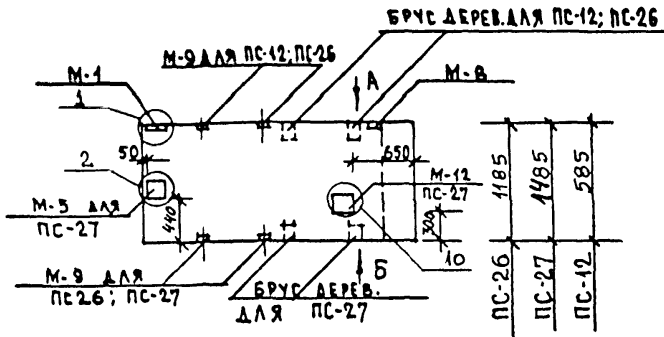 БРУС ДЕРЕВ. ДЛЯ ПС-12; ПС-26
М-9 ДЛЯ ПС-12; ПС-26
М-1
А
М-8
1
2
50
650
М-12
ПС-27
М-5 ДЛЯ
ПС-27
440
300
10
М-9 ДЛЯ
ПС26; ПС-27
БРУС ДЕРЕВ.
ДЛЯ ПС-27
Б
1185
1485
585
ПС-26
ПС-27
ПС-12